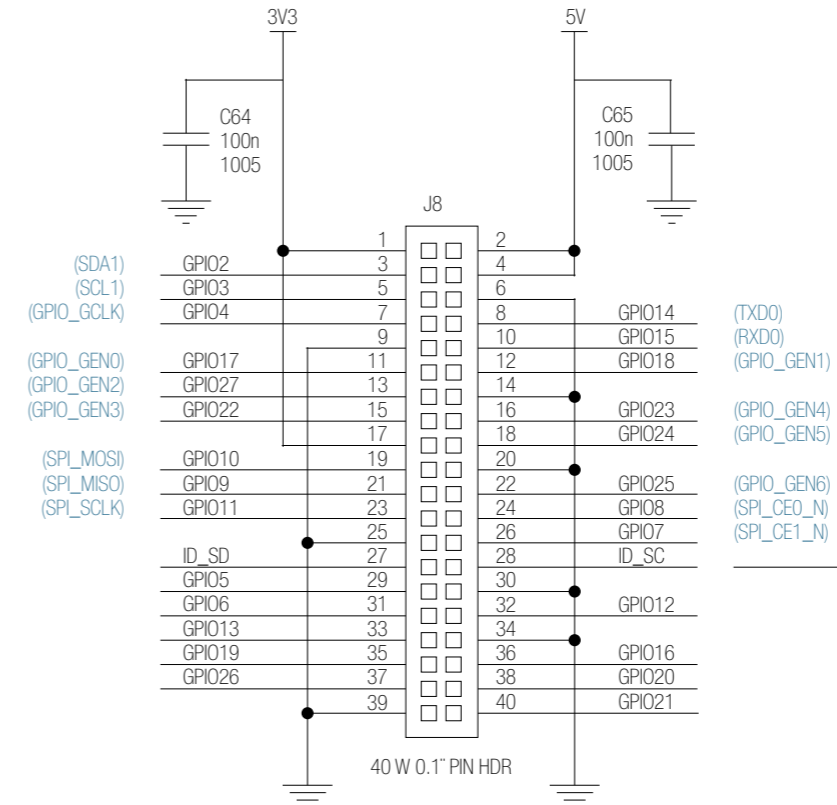 3V3 5V
C64 C65
100n 100n
1005 1005
J8
1 2
(SDA1) GPIO2 3 4
(SCL1) GPIO3 5 6
(GPIO_GCLK) GPIO4 7 8 GPIO14 (TXD0)
9 10 GPIO15 (RXD0)
(GPIO_GEN0) GPIO17 11 12 GPIO18 (GPIO_GEN1)
(GPIO_GEN2) GPIO27 13 14
(GPIO_GEN3) GPIO22 15 16 GPIO23 (GPIO_GEN4)
17 18 GPIO24 (GPIO_GEN5)
(SPI_MOSI) GPIO10 19 20
(SPI_MISO) GPIO9 21 22 GPIO25 (GPIO_GEN6)
(SPI_SCLK) GPIO11 23 24 GPIO8 (SPI_CE0_N)
25 26 GPIO7 (SPI_CE1_N)
ID_SD 27 28 ID_SC
GPIO5 29 30
GPIO6 31 32 GPIO12
GPIO13 33 34
GPIO19 35 36 GPIO16
GPIO26 37 38 GPIO20
39 40 GPIO21
40 W 0.1" PIN HDR